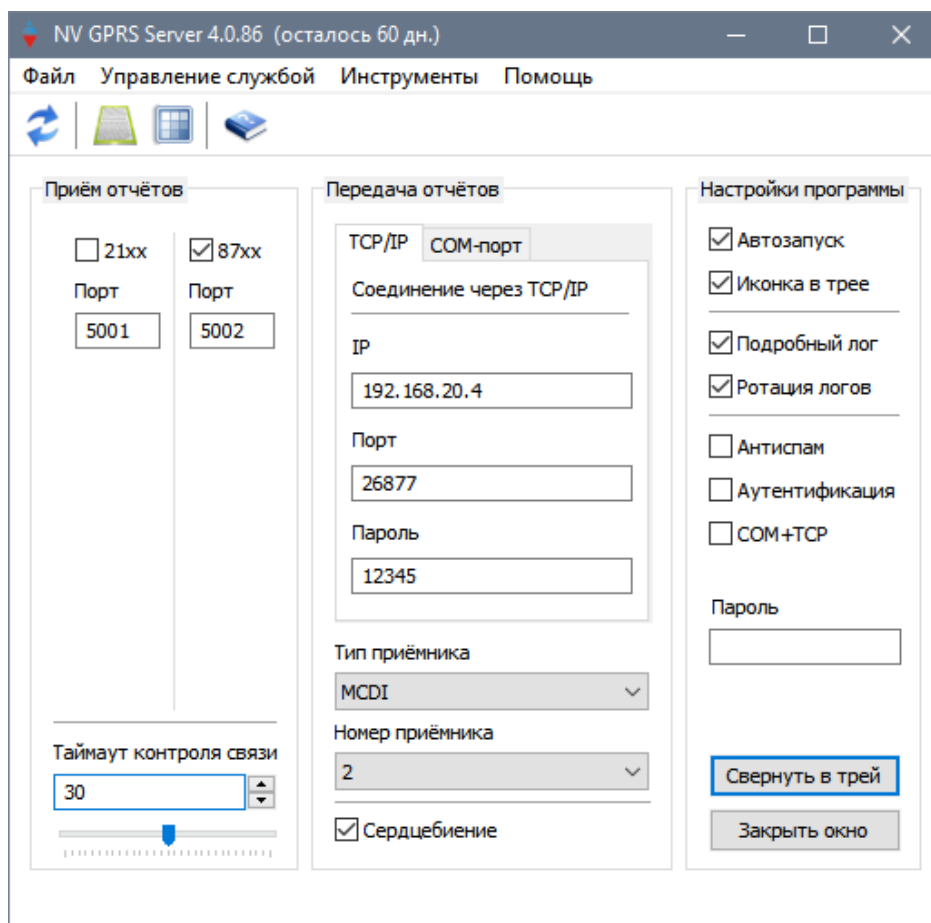 NV GPRS Server 4.0.86 (осталось 60 дн.)
Файл Управление службой Инструменты Помощь
Приём отчётов
21xx
87xx
Порт
Порт
5001
5002
Таймаут контроля связи
30
Передача отчётов
TCP/IP
COM-порт
Соединение через TCP/IP
IP
192.168.20.4
Порт
26877
Пароль
12345
Тип приёмника
MCDI
Номер приёмника
2
Сердцебиение
Настройки программы
Автозапуск
Иконка в трее
Подробный лог
Ротация логов
Антиспам
Аутентификация
COM+TCP
Пароль
Свернуть в трей
Закрыть окно